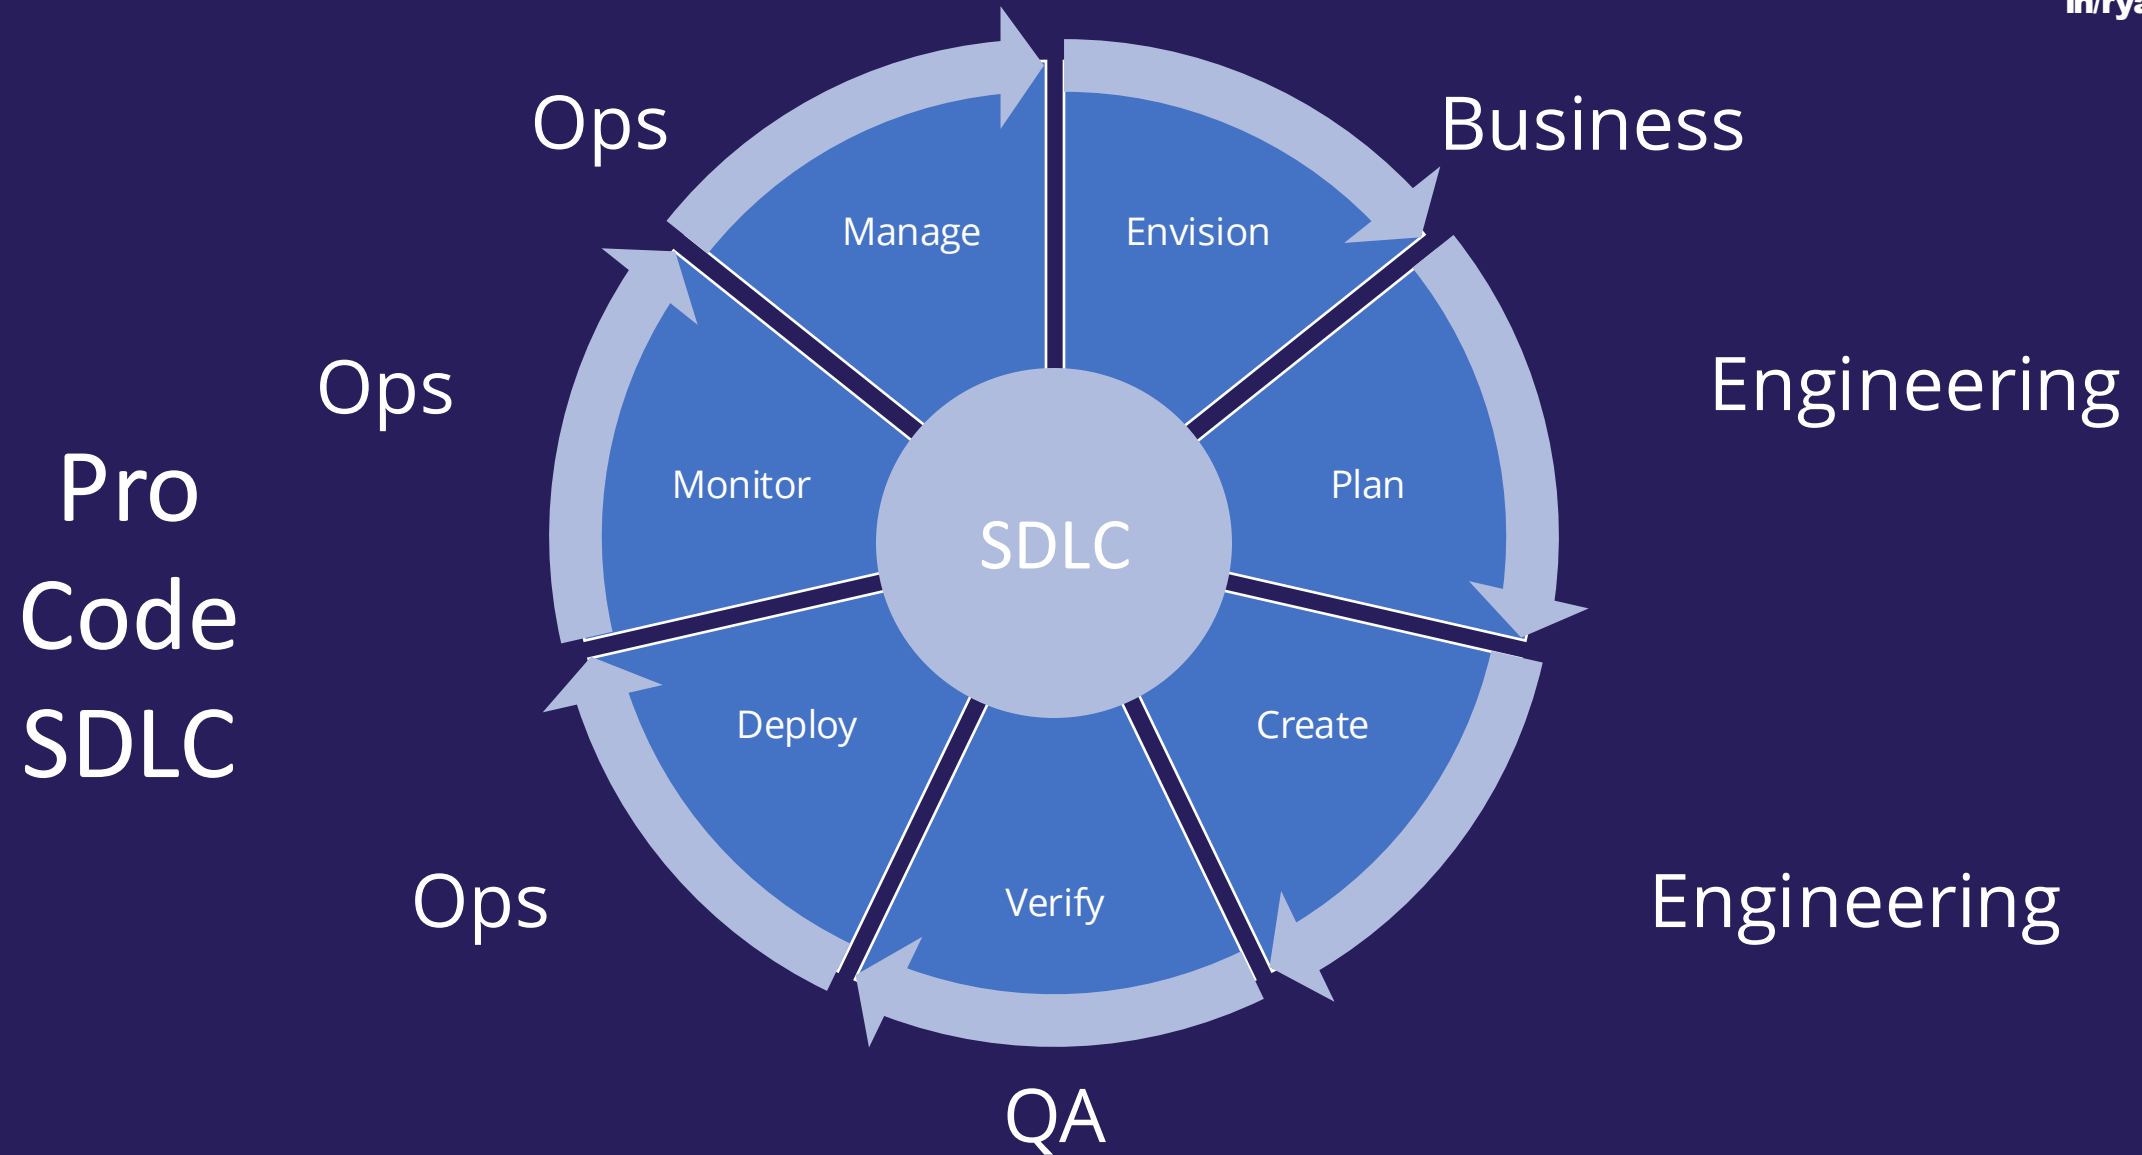 Ops
Business
Manage
Envision
Ops
Engineering
Monitor
Plan
Pro
Code
SDLC
SDLC
Deploy
Create
Verify
Ops
Engineering
QA